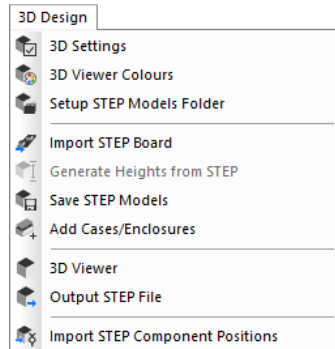 3D Design
3D Settings
3D Viewer Colours
Setup STEP Models Folder
Import STEP Board
Generate Heights from STEP
Save STEP Models
Add Cases/Enclosures
3D Viewer
Output STEP File
Import STEP Component Positions